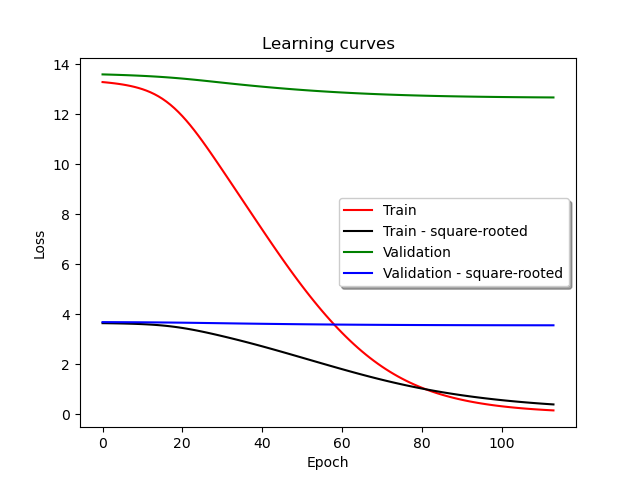 Learning curves
14
12
10
8
6
4
2
0
Loss
Train
Train - square-rooted
Validation
Validation - square-rooted
0 20 40 60 80 100
Epoch